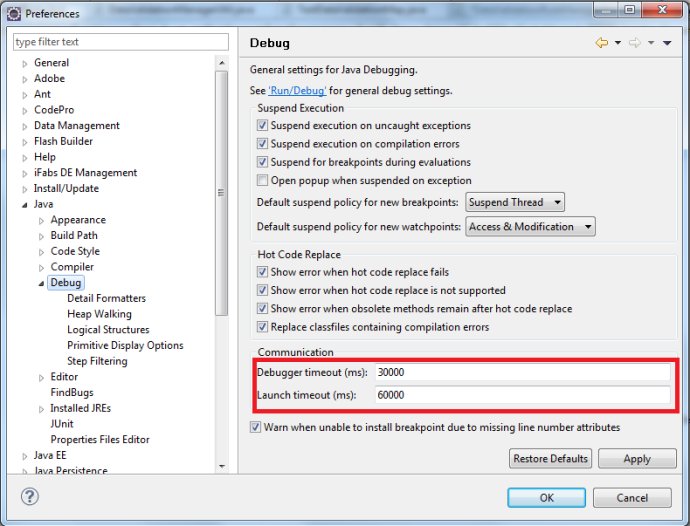 Preferences
type filter text
General
Adobe
Ant
CodePro
Data Management
Flash Builder
Help
iFabs DE Management
Install/Update
Java
Appearance
Build Path
Code Style
Compiler
Debug
Detail Formatters
Heap Walking
Logical Structures
Primitive Display Options
Step Filtering
Editor
FindBugs
Installed JREs
JUnit
Properties Files Editor
Java EE
Java Persistence
Debug
General settings for Java Debugging.
See 'Run/Debug' for general debug settings.
Suspend Execution
Suspend execution on uncaught exceptions
Suspend execution on compilation errors
Suspend for breakpoints during evaluations
Open popup when suspended on exception
Default suspend policy for new breakpoints: Suspend Thread
Default suspend policy for new watchpoints: Access & Modification
Hot Code Replace
Show error when hot code replace fails
Show error when hot code replace is not supported
Show error when obsolete methods remain after hot code replace
Replace classfiles containing compilation errors
Communication
Debugger timeout (ms): 30000
Launch timeout (ms): 60000
Warn when unable to install breakpoint due to missing line number attributes
Restore Defaults Apply
OK Cancel